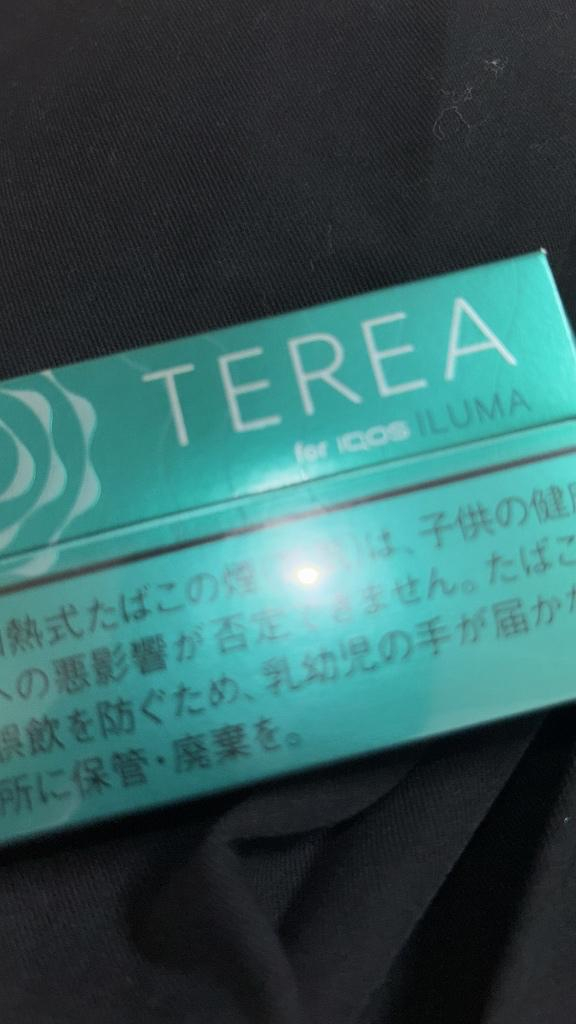 TEREA
for IQOS ILUMA
熱式たばこの煙は、子供の健
への悪影響が否定できません。たばこ
誤飲を防ぐため、乳幼児の手が届か
所に保管・廃棄を。